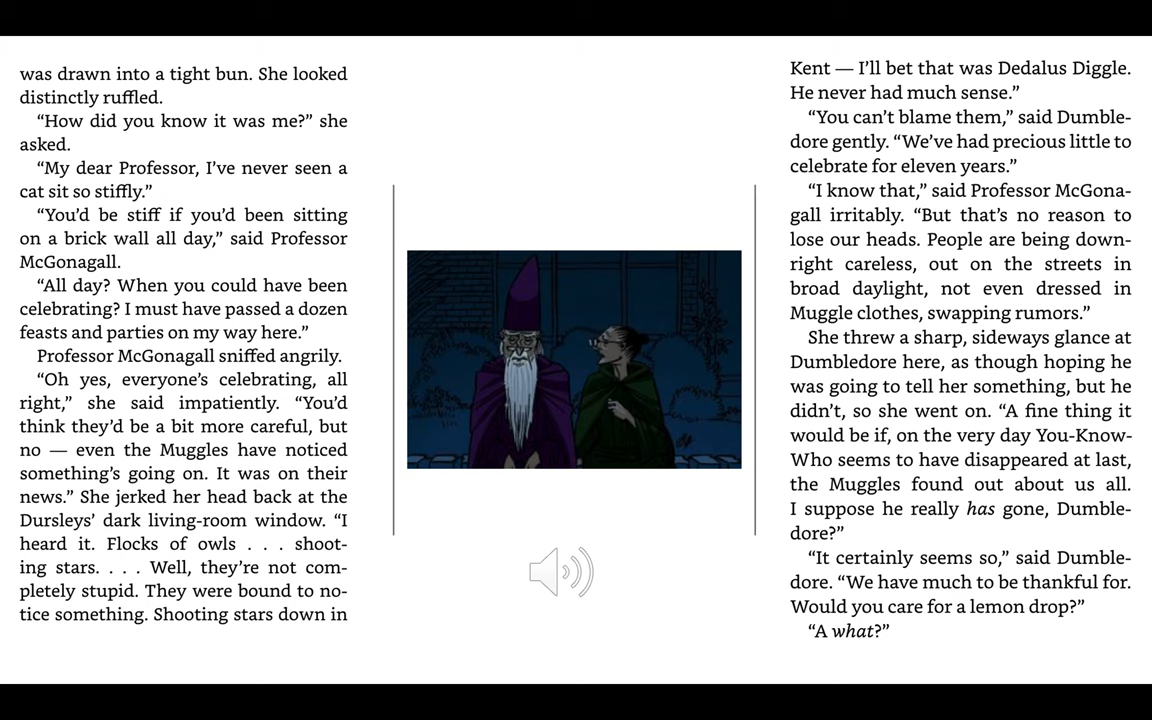 was drawn into a tight bun. She looked
distinctly ruffled.
“How did you know it was me?” she
asked.
“My dear Professor, I’ve never seen a
cat sit so stiffly.”
“You’d be stiff if you’d been sitting
on a brick wall all day,” said Professor
McGonagall.
“All day? When you could have been
celebrating? I must have passed a dozen
feasts and parties on my way here.”
Professor McGonagall sniffed angrily.
“Oh yes, everyone’s celebrating, all
right,” she said impatiently. “You’d
think they’d be a bit more careful, but
no — even the Muggles have noticed
something’s going on. It was on their
news.” She jerked her head back at the
Dursleys’ dark living-room window. “I
heard it. Flocks of owls . . . shoot-
ing stars. . . . Well, they’re not com-
pletely stupid. They were bound to no-
tice something. Shooting stars down in
Kent — I’ll bet that was Dedalus Diggle.
He never had much sense.”
“You can’t blame them,” said Dumble-
dore gently. “We’ve had precious little to
celebrate for eleven years.”
“I know that,” said Professor McGona-
gall irritably. “But that’s no reason to
lose our heads. People are being down-
right careless, out on the streets in
broad daylight, not even dressed in
Muggle clothes, swapping rumors.”
She threw a sharp, sideways glance at
Dumbledore here, as though hoping he
was going to tell her something, but he
didn’t, so she went on. “A fine thing it
would be if, on the very day You-Know-
Who seems to have disappeared at last,
the Muggles found out about us all.
I suppose he really has gone, Dumble-
dore?”
“It certainly seems so,” said Dumble-
dore. “We have much to be thankful for.
Would you care for a lemon drop?”
“A what?”